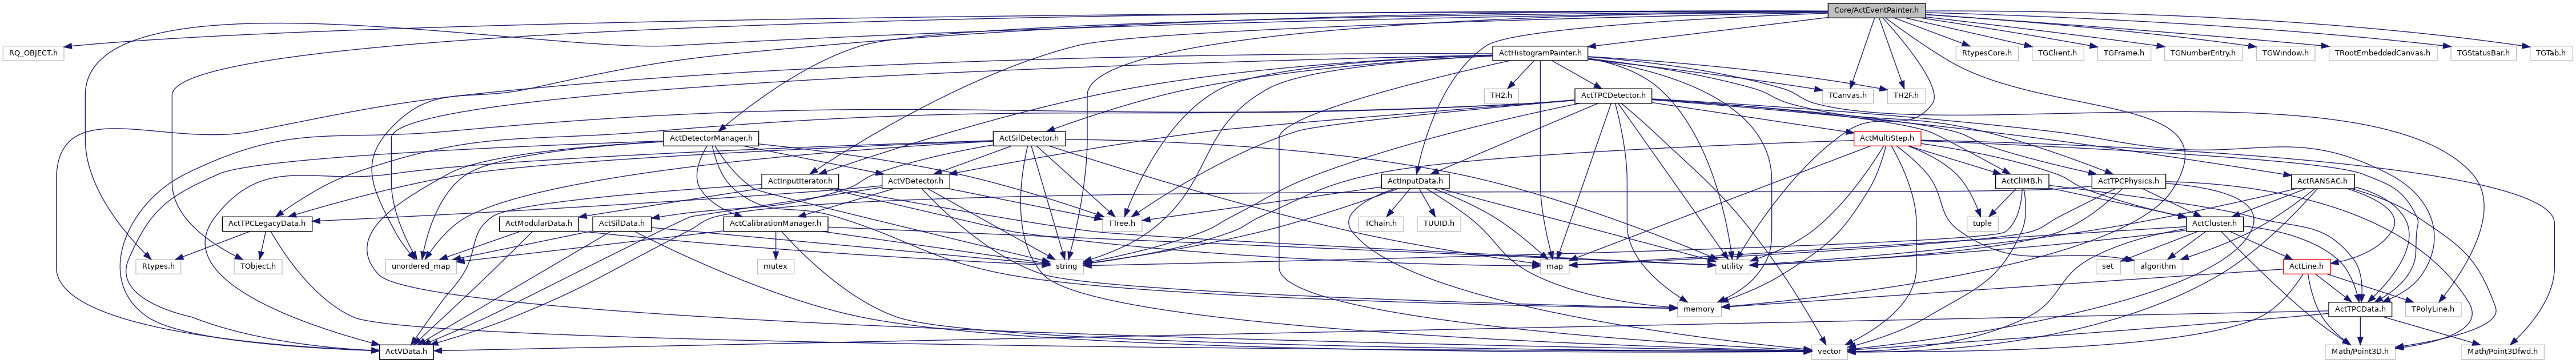 Core/ActEventPainter.h
RQ_OBJECT.h
ActHistogramPainter.h
RtypesCore.h
TGClient.h
TGFrame.h
TGNumberEntry.h
TGWindow.h
TRootEmbeddedCanvas.h
TGStatusBar.h
TGTab.h
TH2.h
ActTPCDetector.h
TCanvas.h
TH2F.h
ActDetectorManager.h
ActSilDetector.h
ActMultiStep.h
ActInputIterator.h
ActVDetector.h
ActInputData.h
ActClIMB.h
ActTPCPhysics.h
ActRANSAC.h
ActTPCLegacyData.h
ActModularData.h
ActSilData.h
ActCalibrationManager.h
TTree.h
TChain.h
TUUID.h
tuple
ActCluster.h
Rtypes.h
TObject.h
unordered_map
mutex
string
map
utility
set
algorithm
ActLine.h
memory
ActTPCData.h
TPolyLine.h
ActVData.h
vector
Math/Point3D.h
Math/Point3Dfwd.h